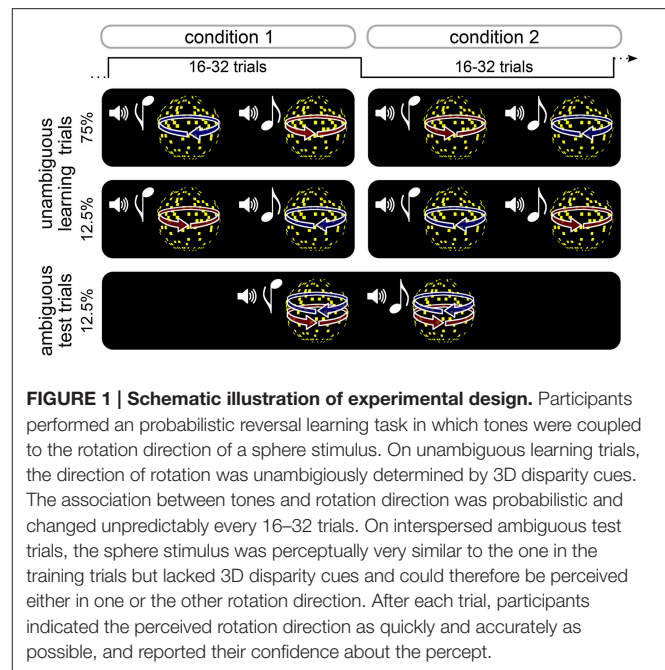 condition 1
condition 2
16-32 trials
16-32 trials
unambiguous
learning trials
75%
12.5%
ambiguous
test trials
12.5%
FIGURE 1 | Schematic illustration of experimental design. Participants
performed an probabilistic reversal learning task in which tones were coupled
to the rotation direction of a sphere stimulus. On unambiguous learning trials,
the direction of rotation was unambigiously determined by 3D disparity cues.
The association between tones and rotation direction was probabilistic and
changed unpredictably every 16–32 trials. On interspersed ambiguous test
trials, the sphere stimulus was perceptually very similar to the one in the
training trials but lacked 3D disparity cues and could therefore be perceived
either in one or the other rotation direction. After each trial, participants
indicated the perceived rotation direction as quickly and accurately as
possible, and reported their confidence about the percept.